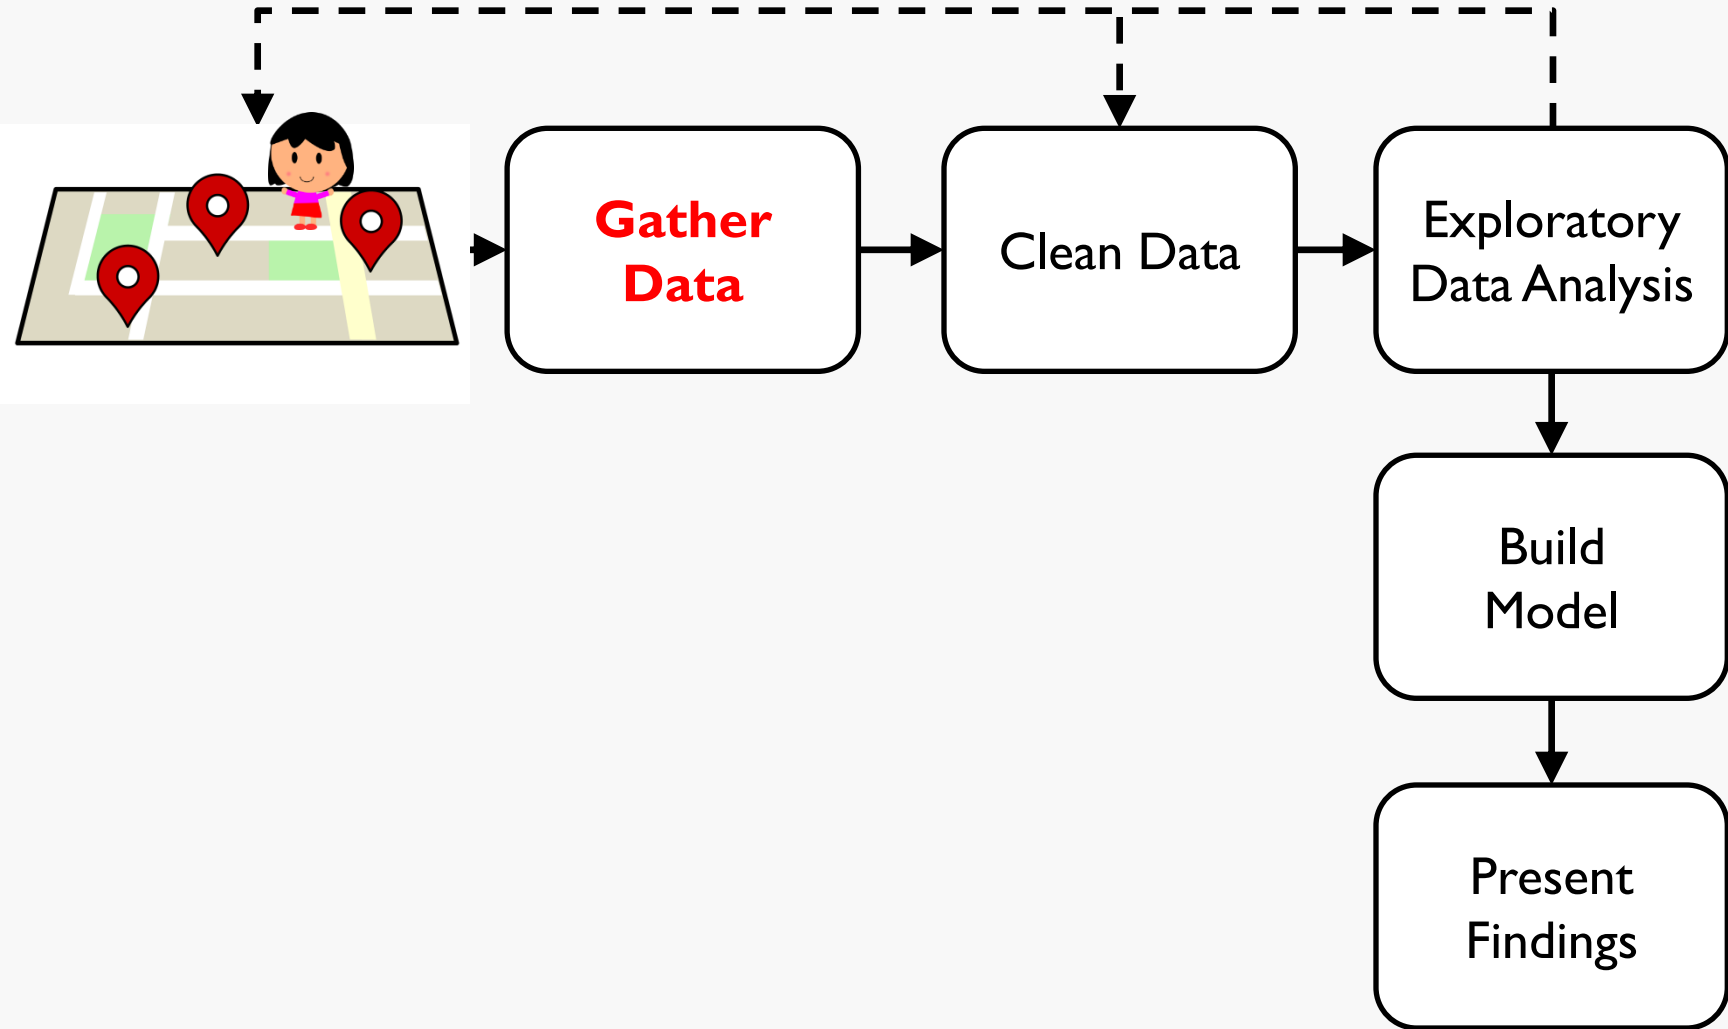 Gather
Data
Clean Data
Exploratory
Data Analysis
Build
Model
Present
Findings